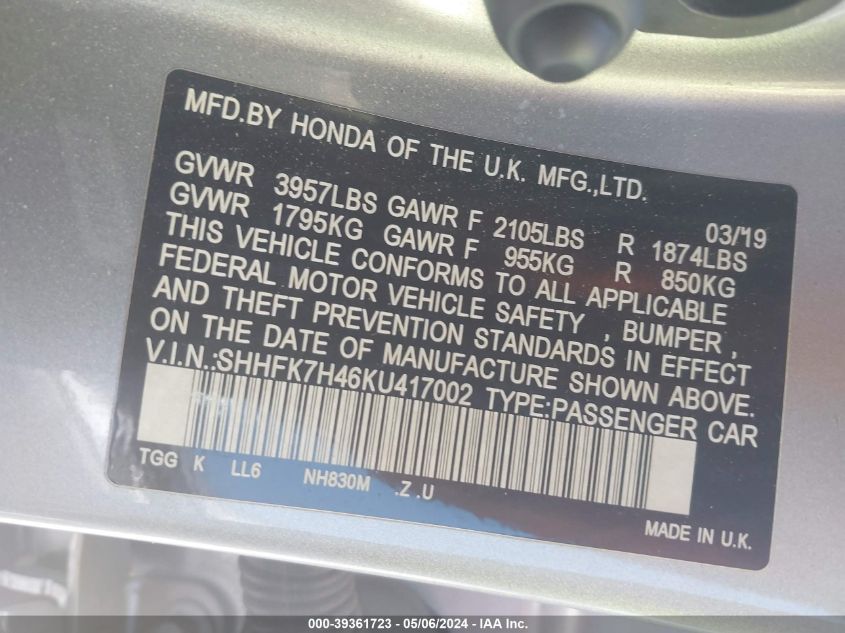 MFD.BY HONDA OF THE U.K. MFG.,LTD.
03/'19
GVWR 3957LBS GAWR F 2105LBS R 1874LBS
GVWR 1795KG GAWR F 955KG R 850KG
THIS VEHICLE CONFORMS TO ALL APPLICABLE
FEDERAL MOTOR VEHICLE SAFETY , BUMPER ,
AND THEFT PREVENTION STANDARDS IN EFFECT
ON THE DATE OF MANUFACTURE SHOWN ABOVE.
V.I.N.:SHHFK7H46KU417002 TYPE:PASSENGER CAR
TGG K LL6 NH830M .Z .U
MADE IN U.K.
000-39361723 — 05/06/2024 — IAA Inc.